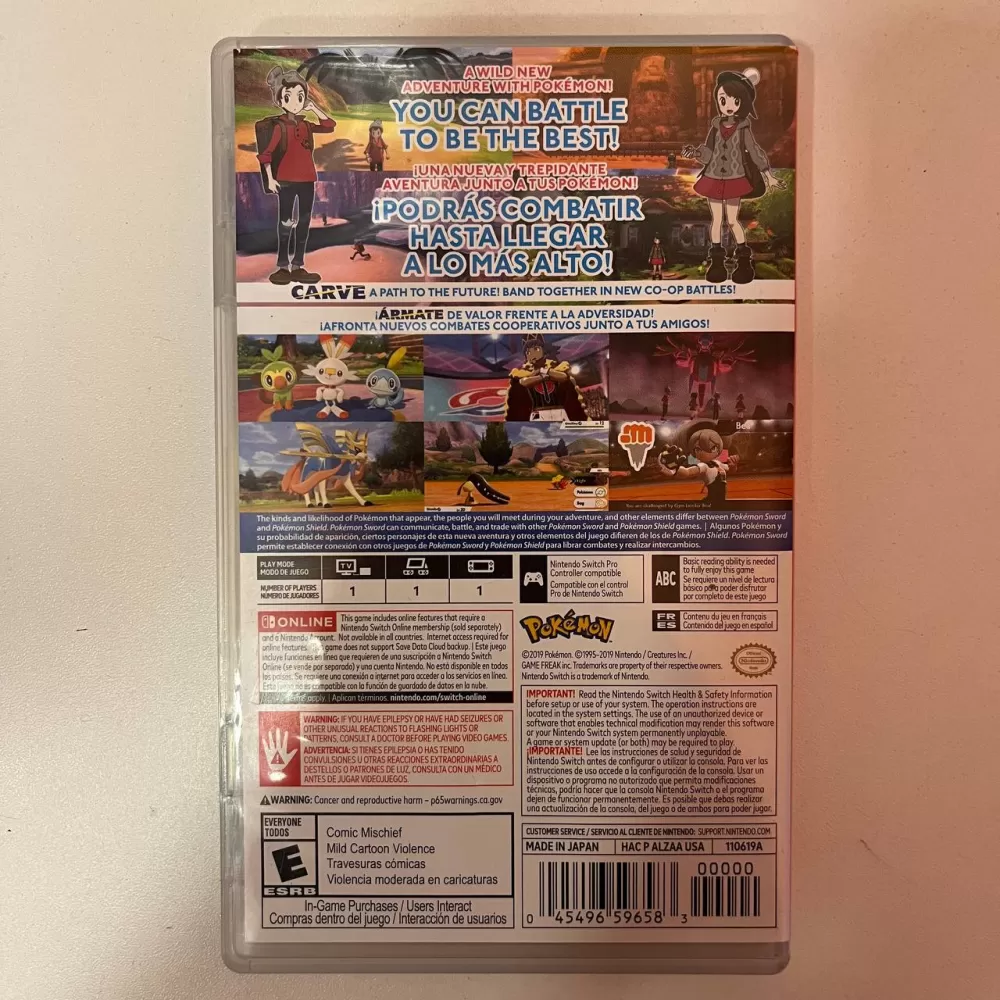 A WILD NEW
ADVENTURE WITH POKÉMON!
YOU CAN BATTLE
TO BE THE BEST!
¡UNA NUEVA Y TREPIDANTE
AVENTURA JUNTO A TUS POKÉMON!
¡PODRÁS COMBATIR
HASTA LLEGAR
A LO MÁS ALTO!
CARVE A PATH TO THE FUTURE! BAND TOGETHER IN NEW CO-OP BATTLES!
¡ÁRMATE DE VALOR FRENTE A LA ADVERSIDAD!
¡AFRONTA NUEVOS COMBATES COOPERATIVOS JUNTO A TUS AMIGOS!
Bea
The kinds and likelihood of Pokémon that appear, the people you will meet during your adventure, and other elements differ between Pokémon Sword
and Pokémon Shield. Pokémon Sword can communicate, battle, and trade with other Pokémon Sword and Pokémon Shield games. | Algunos Pokémon y
su probabilidad de aparición, ciertos personajes de esta nueva aventura y otros elementos del juego difieren de los de Pokémon Shield. Pokémon Sword
permite establecer conexión con otros juegos de Pokémon Sword y Pokémon Shield para librar combates y realizar intercambios.
PLAY MODE
MODO DE JUEGO
TV
NUMBER OF PLAYERS
NÚMERO DE JUGADORES
1
1
1
Nintendo Switch Pro
Controller compatible
Compatible con el control
Pro de Nintendo Switch
ABC
Basic reading ability is needed
to fully enjoy this game
Se requiere un nivel de lectura
básico para poder disfrutar
por completo de este juego
FR
ES
Contenu du jeu en français
Contenido del juego en español
ONLINE
This game includes online features that require a
Nintendo Switch Online membership (sold separately)
and a Nintendo Account. Not available in all countries. Internet access required for
online features. This game does not support Save Data Cloud backup. | Este juego
incluye funciones en línea que requieren de una suscripción a Nintendo Switch
Online (se vende por separado) y una cuenta Nintendo. No está disponible en todos
los países. Se requiere una conexión a internet para acceder a los servicios en línea.
Este juego no es compatible con la función de guardado de datos en la nube.
Terms apply. | Aplican términos. nintendo.com/switch-online
POKÉMON
©2019 Pokémon. ©1995–2019 Nintendo / Creatures Inc. /
GAME FREAK inc. Trademarks are property of their respective owners.
Nintendo Switch is a trademark of Nintendo.
Nintendo
WARNING: IF YOU HAVE EPILEPSY OR HAVE HAD SEIZURES OR
OTHER UNUSUAL REACTIONS TO FLASHING LIGHTS OR
PATTERNS, CONSULT A DOCTOR BEFORE PLAYING VIDEO GAMES.
ADVERTENCIA: SI TIENES EPILEPSIA O HAS TENIDO
CONVULSIONES U OTRAS REACCIONES EXTRAORDINARIAS A
DESTELLOS O PATRONES DE LUZ, CONSULTA CON UN MÉDICO
ANTES DE JUGAR VIDEOJUEGOS.
IMPORTANT! Read the Nintendo Switch Health & Safety Information
before setup or use of your system. The operation instructions are
located in the system settings. The use of an unauthorized device or
software that enables technical modification may render this software
or your Nintendo system permanently unplayable.
A game or system update (or both) may be required to play.
¡IMPORTANTE! Lee las instrucciones de salud y seguridad de
Nintendo Switch antes de configurar o utilizar la consola. Para ver las
instrucciones de uso accede a la configuración de la consola. Usar un
dispositivo o programa no autorizado que permita modificaciones
técnicas, podría hacer que la consola Nintendo Switch o el programa
dejen de funcionar permanentemente. Es posible que debas realizar
una actualización de la consola, del juego o de ambos para poder jugar.
WARNING: Cancer and reproductive harm – p65warnings.ca.gov
EVERYONE
TODOS
E
ESRB
Comic Mischief
Mild Cartoon Violence
Travesuras cómicas
Violencia moderada en caricaturas
In-Game Purchases / Users Interact
Compras dentro del juego / Interacción de usuarios
CUSTOMER SERVICE / SERVICIO AL CLIENTE DE NINTENDO: SUPPORT.NINTENDO.COM
MADE IN JAPAN
HAC P ALZAA USA
110619A
00000
0 45496 59658 3